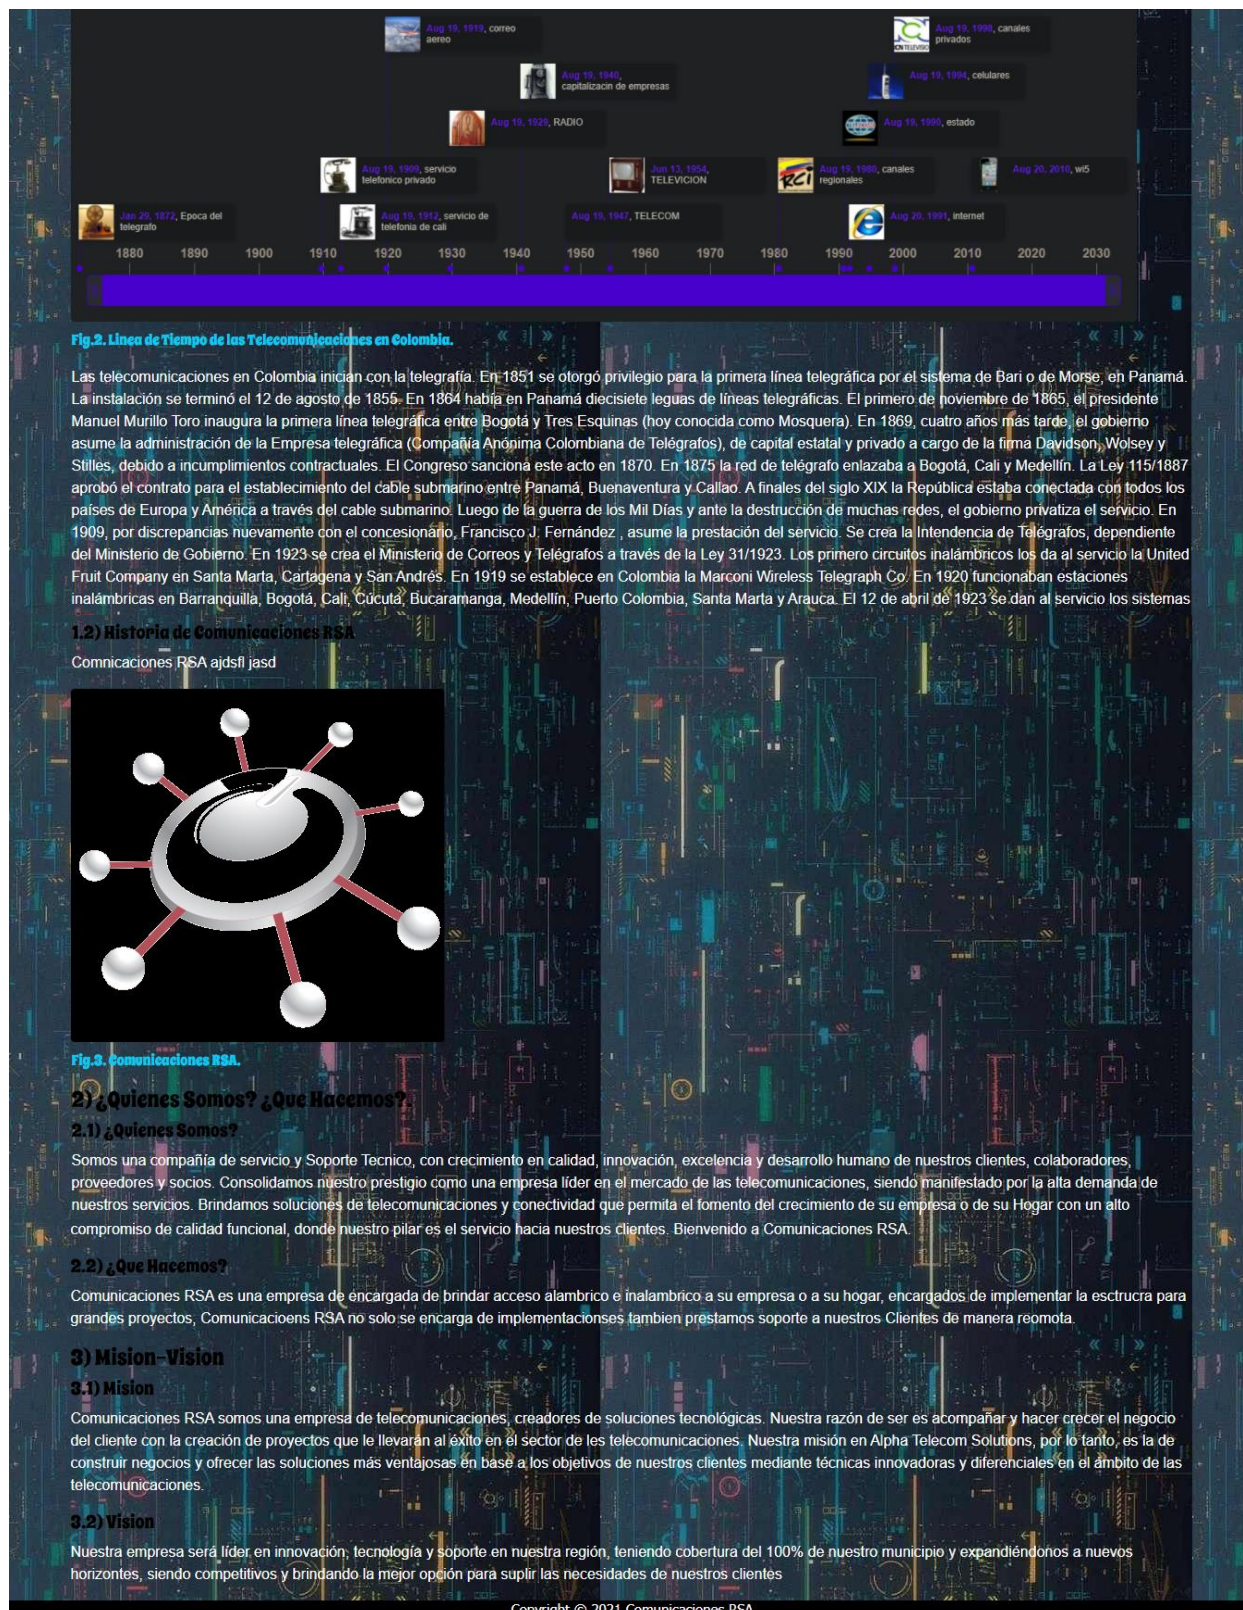 Aug 19, 1919, correo
aereo
Aug 19, 1998, canales
privados
Aug 19, 1940,
capitalizacin de empresas
Aug 19, 1994, celulares
Aug 19, 1929, RADIO
Aug 19, 1990, estado
Aug 19, 1909, servicio
telefonico privado
Jun 13, 1954,
TELEVICION
Aug 19, 1980, canales
regionales
Aug 20, 2010, wi5
Jan 29, 1872, Epoca del
telegrafo
Aug 19, 1912, servicio de
telefonia de cali
Aug 19, 1947, TELECOM
Aug 20, 1991, internet
1880 1890 1900 1910 1920 1930 1940 1950 1960 1970 1980 1990 2000 2010 2020 2030
Fig.2. Linea de Tiempo de las Telecomunicaciones en Colombia.
Las telecomunicaciones en Colombia inician con la telegrafía. En 1851 se otorgó privilegio para la primera línea telegráfica por el sistema de Bari o de Morse, en Panamá.
La instalación se terminó el 12 de agosto de 1855. En 1864 había en Panamá diecisiete leguas de líneas telegráficas. El primero de noviembre de 1865, el presidente
Manuel Murillo Toro inaugura la primera línea telegráfica entre Bogotá y Tres Esquinas (hoy conocida como Mosquera). En 1869, cuatro años más tarde, el gobierno
asume la administración de la Empresa telegráfica (Compañía Anónima Colombiana de Telégrafos), de capital estatal y privado a cargo de la firma Davidson, Wolsey y
Stilles, debido a incumplimientos contractuales. El Congreso sanciona este acto en 1870. En 1875 la red de telégrafo enlazaba a Bogotá, Cali y Medellín. La Ley 115/1887
aprobó el contrato para el establecimiento del cable submarino entre Panamá, Buenaventura y Callao. A finales del siglo XIX la República estaba conectada con todos los
países de Europa y América a través del cable submarino. Luego de la guerra de los Mil Días y ante la destrucción de muchas redes, el gobierno privatiza el servicio. En
1909, por discrepancias nuevamente con el concesionario, Francisco J. Fernández , asume la prestación del servicio. Se crea la Intendencia de Telégrafos, dependiente
del Ministerio de Gobierno. En 1923 se crea el Ministerio de Correos y Telégrafos a través de la Ley 31/1923. Los primero circuitos inalámbricos los da al servicio la United
Fruit Company en Santa Marta, Cartagena y San Andrés. En 1919 se establece en Colombia la Marconi Wireless Telegraph Co. En 1920 funcionaban estaciones
inalámbricas en Barranquilla, Bogotá, Cali, Cúcuta, Bucaramanga, Medellín, Puerto Colombia, Santa Marta y Arauca. El 12 de abril de 1923 se dan al servicio los sistemas
1.2) Historia de Comunicaciones RSA
Comnicaciones RSA ajdsfl jasd
Fig.3. Comunicaciones RSA.
2) ¿Quienes Somos? ¿Que Hacemos?.
2.1) ¿Quienes Somos?
Somos una compañía de servicio y Soporte Tecnico, con crecimiento en calidad, innovación, excelencia y desarrollo humano de nuestros clientes, colaboradores,
proveedores y socios. Consolidamos nuestro prestigio como una empresa líder en el mercado de las telecomunicaciones, siendo manifestado por la alta demanda de
nuestros servicios. Brindamos soluciones de telecomunicaciones y conectividad que permita el fomento del crecimiento de su empresa o de su Hogar con un alto
compromiso de calidad funcional, donde nuestro pilar es el servicio hacia nuestros clientes. Bienvenido a Comunicaciones RSA.
2.2) ¿Que Hacemos?
Comunicaciones RSA es una empresa de encargada de brindar acceso alambrico e inalambrico a su empresa o a su hogar, encargados de implementar la esctrucra para
grandes proyectos, Comunicacioens RSA no solo se encarga de implementacionses tambien prestamos soporte a nuestros Clientes de manera reomota.
3) Mision-Vision
3.1) Mision
Comunicaciones RSA somos una empresa de telecomunicaciones, creadores de soluciones tecnológicas. Nuestra razón de ser es acompañar y hacer crecer el negocio
del cliente con la creación de proyectos que le llevarán al éxito en el sector de les telecomunicaciones. Nuestra misión en Alpha Telecom Solutions, por lo tanto, es la de
construir negocios y ofrecer las soluciones más ventajosas en base a los objetivos de nuestros clientes mediante técnicas innovadoras y diferenciales en el ámbito de las
telecomunicaciones.
3.2) Vision
Nuestra empresa será líder en innovación, tecnología y soporte en nuestra región, teniendo cobertura del 100% de nuestro municipio y expandiéndonos a nuevos
horizontes, siendo competitivos y brindando la mejor opción para suplir las necesidades de nuestros clientes
Copyright © 2021 Comunicaciones RSA